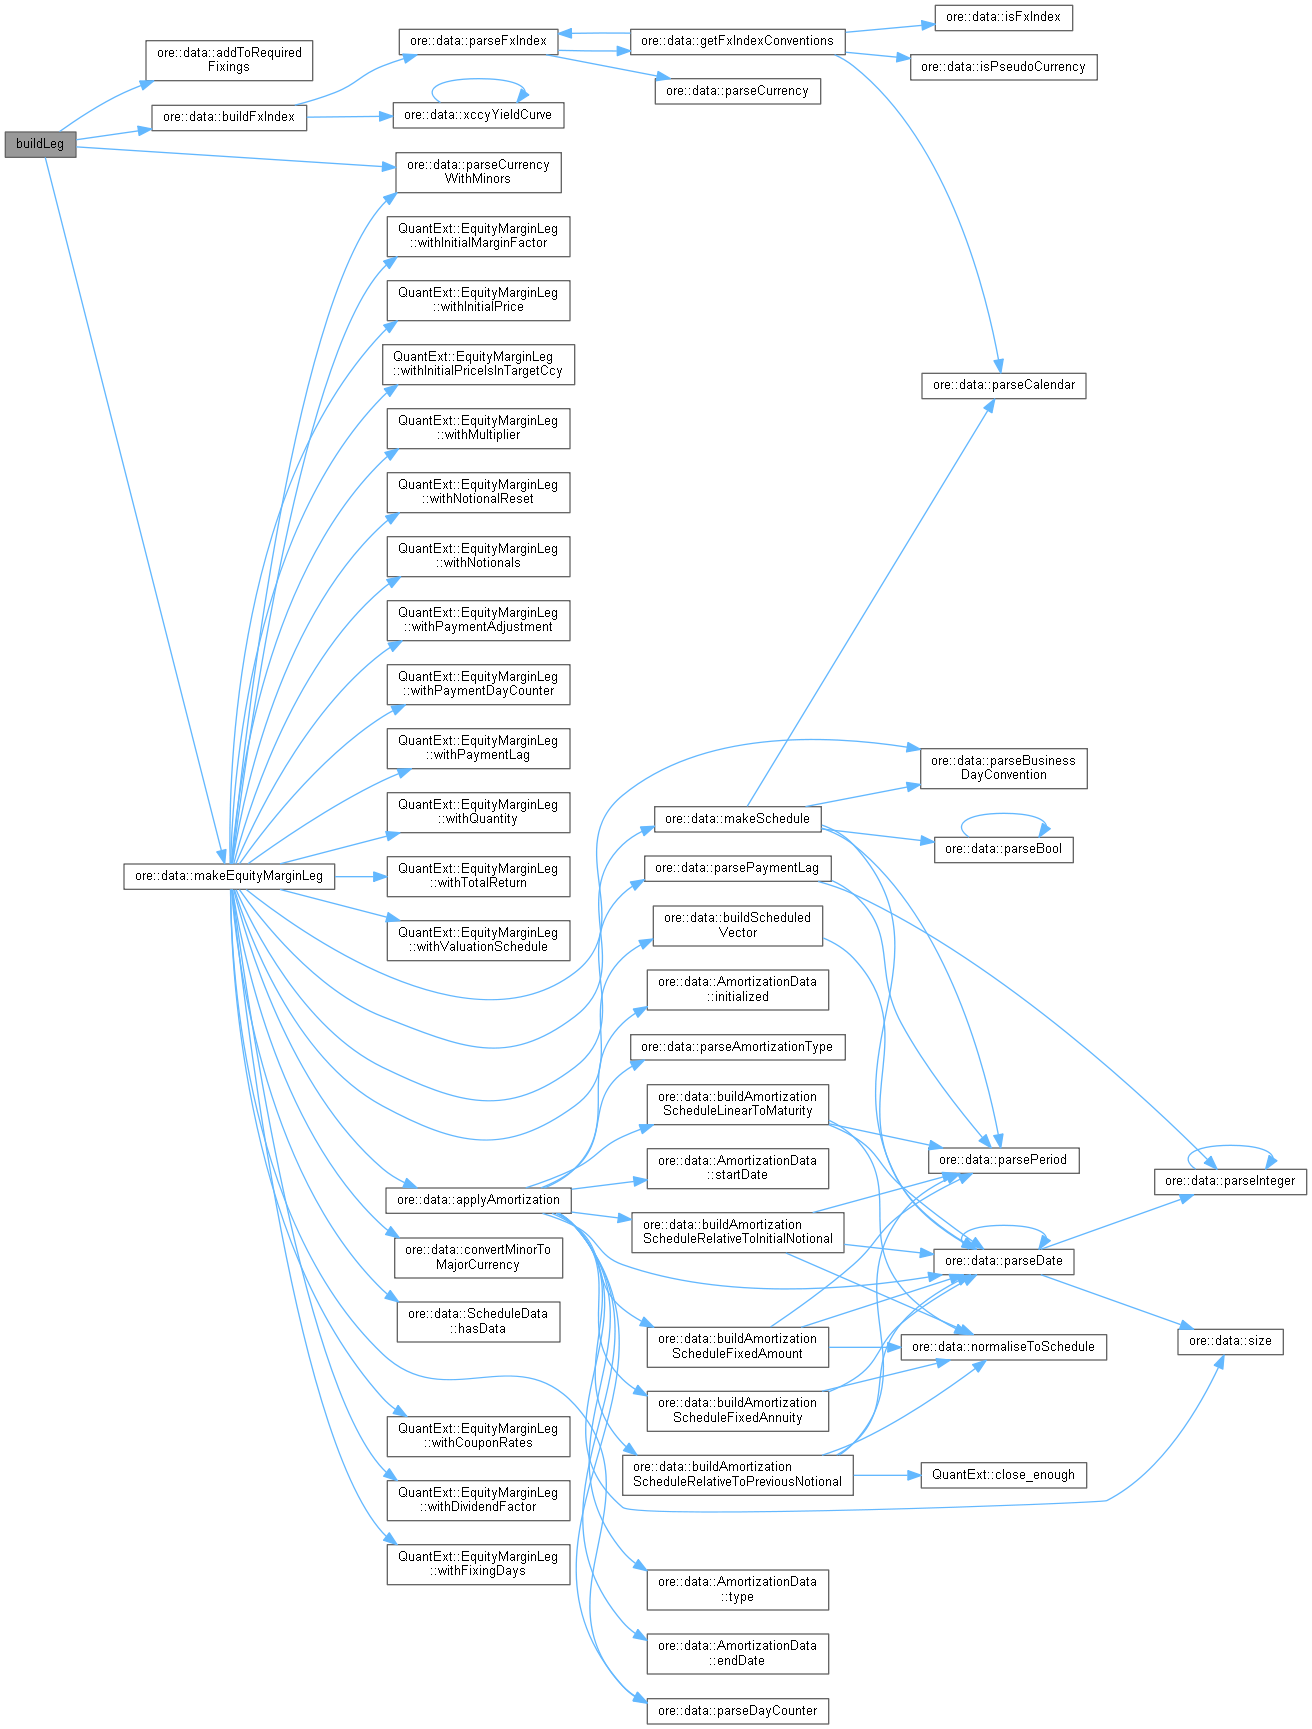 buildLeg
ore::data::addToRequired
Fixings
ore::data::buildFxIndex
ore::data::makeEquityMarginLeg
ore::data::parseFxIndex
ore::data::xccyYieldCurve
ore::data::parseCurrency
WithMinors
QuantExt::EquityMarginLeg
::withInitialMarginFactor
QuantExt::EquityMarginLeg
::withInitialPrice
QuantExt::EquityMarginLeg
::withInitialPriceIsInTargetCcy
QuantExt::EquityMarginLeg
::withMultiplier
QuantExt::EquityMarginLeg
::withNotionalReset
QuantExt::EquityMarginLeg
::withNotionals
QuantExt::EquityMarginLeg
::withPaymentAdjustment
QuantExt::EquityMarginLeg
::withPaymentDayCounter
QuantExt::EquityMarginLeg
::withPaymentLag
QuantExt::EquityMarginLeg
::withQuantity
QuantExt::EquityMarginLeg
::withTotalReturn
QuantExt::EquityMarginLeg
::withValuationSchedule
ore::data::applyAmortization
ore::data::convertMinorTo
MajorCurrency
ore::data::ScheduleData
::hasData
QuantExt::EquityMarginLeg
::withCouponRates
QuantExt::EquityMarginLeg
::withDividendFactor
QuantExt::EquityMarginLeg
::withFixingDays
ore::data::getFxIndexConventions
ore::data::parseCurrency
ore::data::makeSchedule
ore::data::parsePaymentLag
ore::data::buildScheduled
Vector
ore::data::AmortizationData
::initialized
ore::data::parseAmortizationType
ore::data::buildAmortization
ScheduleLinearToMaturity
ore::data::AmortizationData
::startDate
ore::data::buildAmortization
ScheduleRelativeToInitialNotional
ore::data::buildAmortization
ScheduleFixedAmount
ore::data::buildAmortization
ScheduleFixedAnnuity
ore::data::buildAmortization
ScheduleRelativeToPreviousNotional
ore::data::AmortizationData
::type
ore::data::AmortizationData
::endDate
ore::data::parseDayCounter
ore::data::isFxIndex
ore::data::isPseudoCurrency
ore::data::parseCalendar
ore::data::parseBusiness
DayConvention
ore::data::parseBool
ore::data::parsePeriod
ore::data::parseDate
ore::data::normaliseToSchedule
QuantExt::close_enough
ore::data::parseInteger
ore::data::size